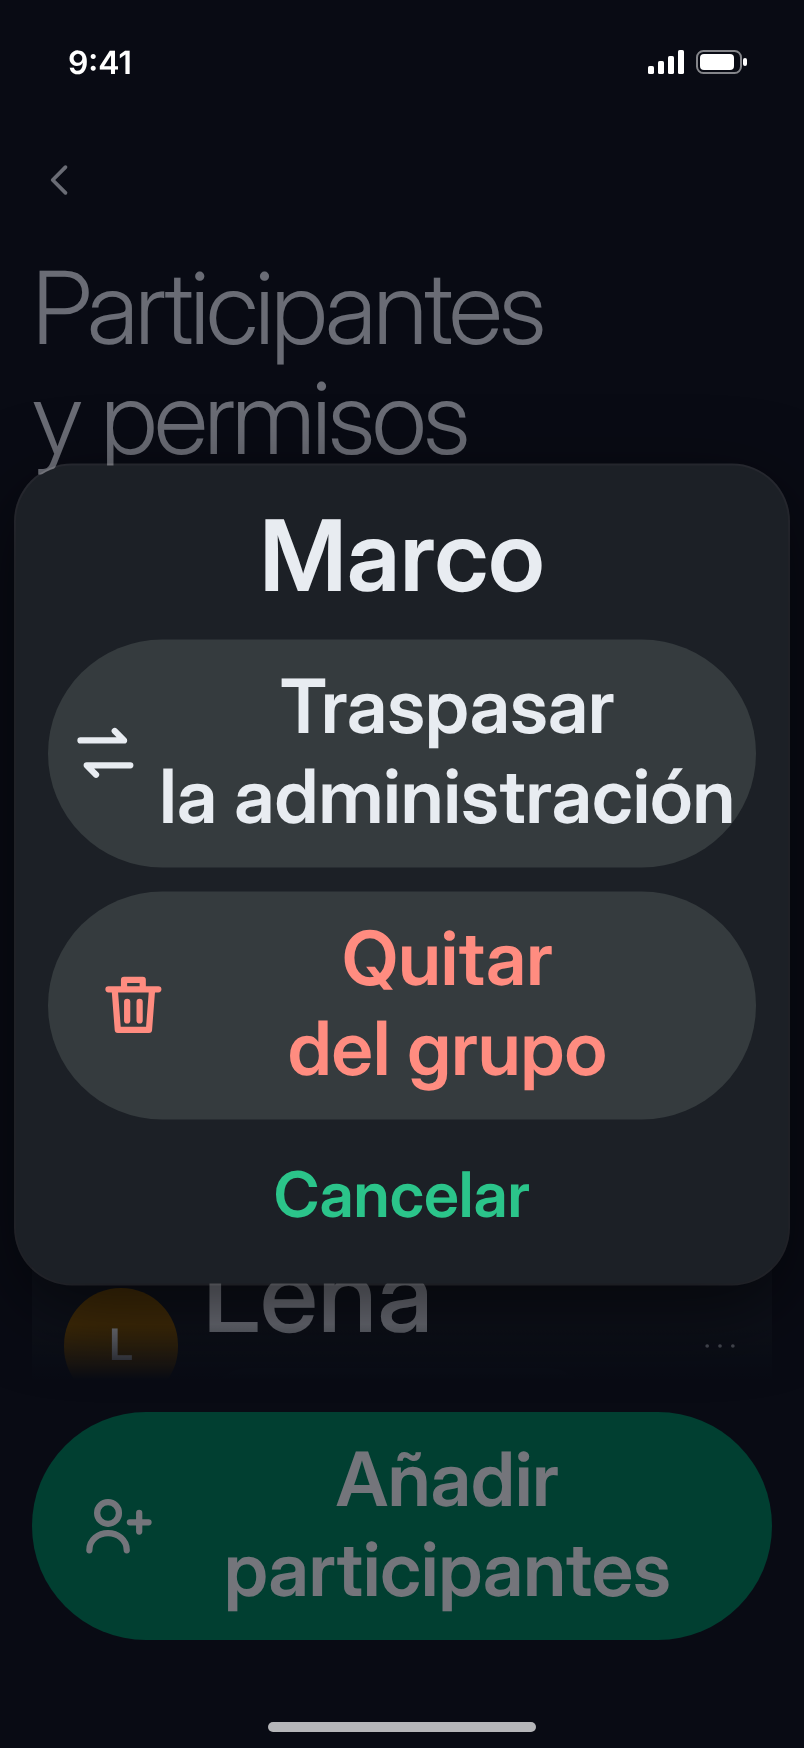 9:41
Participantes
y permisos
Marco
Traspasar
la administración
Quitar
del grupo
Cancelar
Lena
L
...
Añadir
participantes